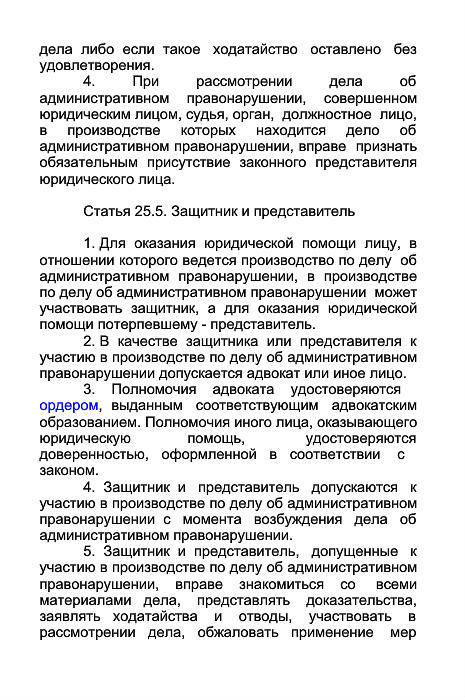 дела либо если такое ходатайство оставлено без
удовлетворения.
4. При рассмотрении дела об
административном правонарушении, совершенном
юридическим лицом, судья, орган, должностное лицо,
в производстве которых находится дело об
административном правонарушении, вправе признать
обязательным присутствие законного представителя
юридического лица.
Статья 25.5. Защитник и представитель
1. Для оказания юридической помощи лицу, в
отношении которого ведется производство по делу об
административном правонарушении, в производстве
по делу об административном правонарушении может
участвовать защитник, а для оказания юридической
помощи потерпевшему - представитель.
2. В качестве защитника или представителя к
участию в производстве по делу об административном
правонарушении допускается адвокат или иное лицо.
3. Полномочия адвоката удостоверяются
ордером, выданным соответствующим адвокатским
образованием. Полномочия иного лица, оказывающего
юридическую помощь, удостоверяются
доверенностью, оформленной в соответствии с
законом.
4. Защитник и представитель допускаются к
участию в производстве по делу об административном
правонарушении с момента возбуждения дела об
административном правонарушении.
5. Защитник и представитель, допущенные к
участию в производстве по делу об административном
правонарушении, вправе знакомиться со всеми
материалами дела, представлять доказательства,
заявлять ходатайства и отводы, участвовать в
рассмотрении дела, обжаловать применение мер